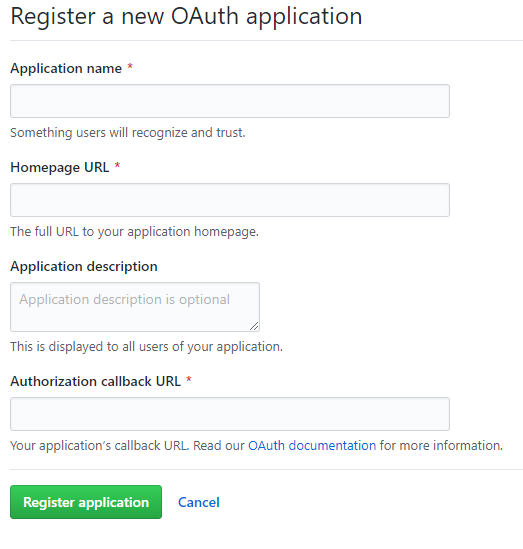 Register a new OAuth application
Application name *
Something users will recognize and trust.
Homepage URL *
The full URL to your application homepage.
Application description
Application description is optional
This is displayed to all users of your application.
Authorization callback URL *
Your application’s callback URL. Read our OAuth documentation for more information.
Register application Cancel